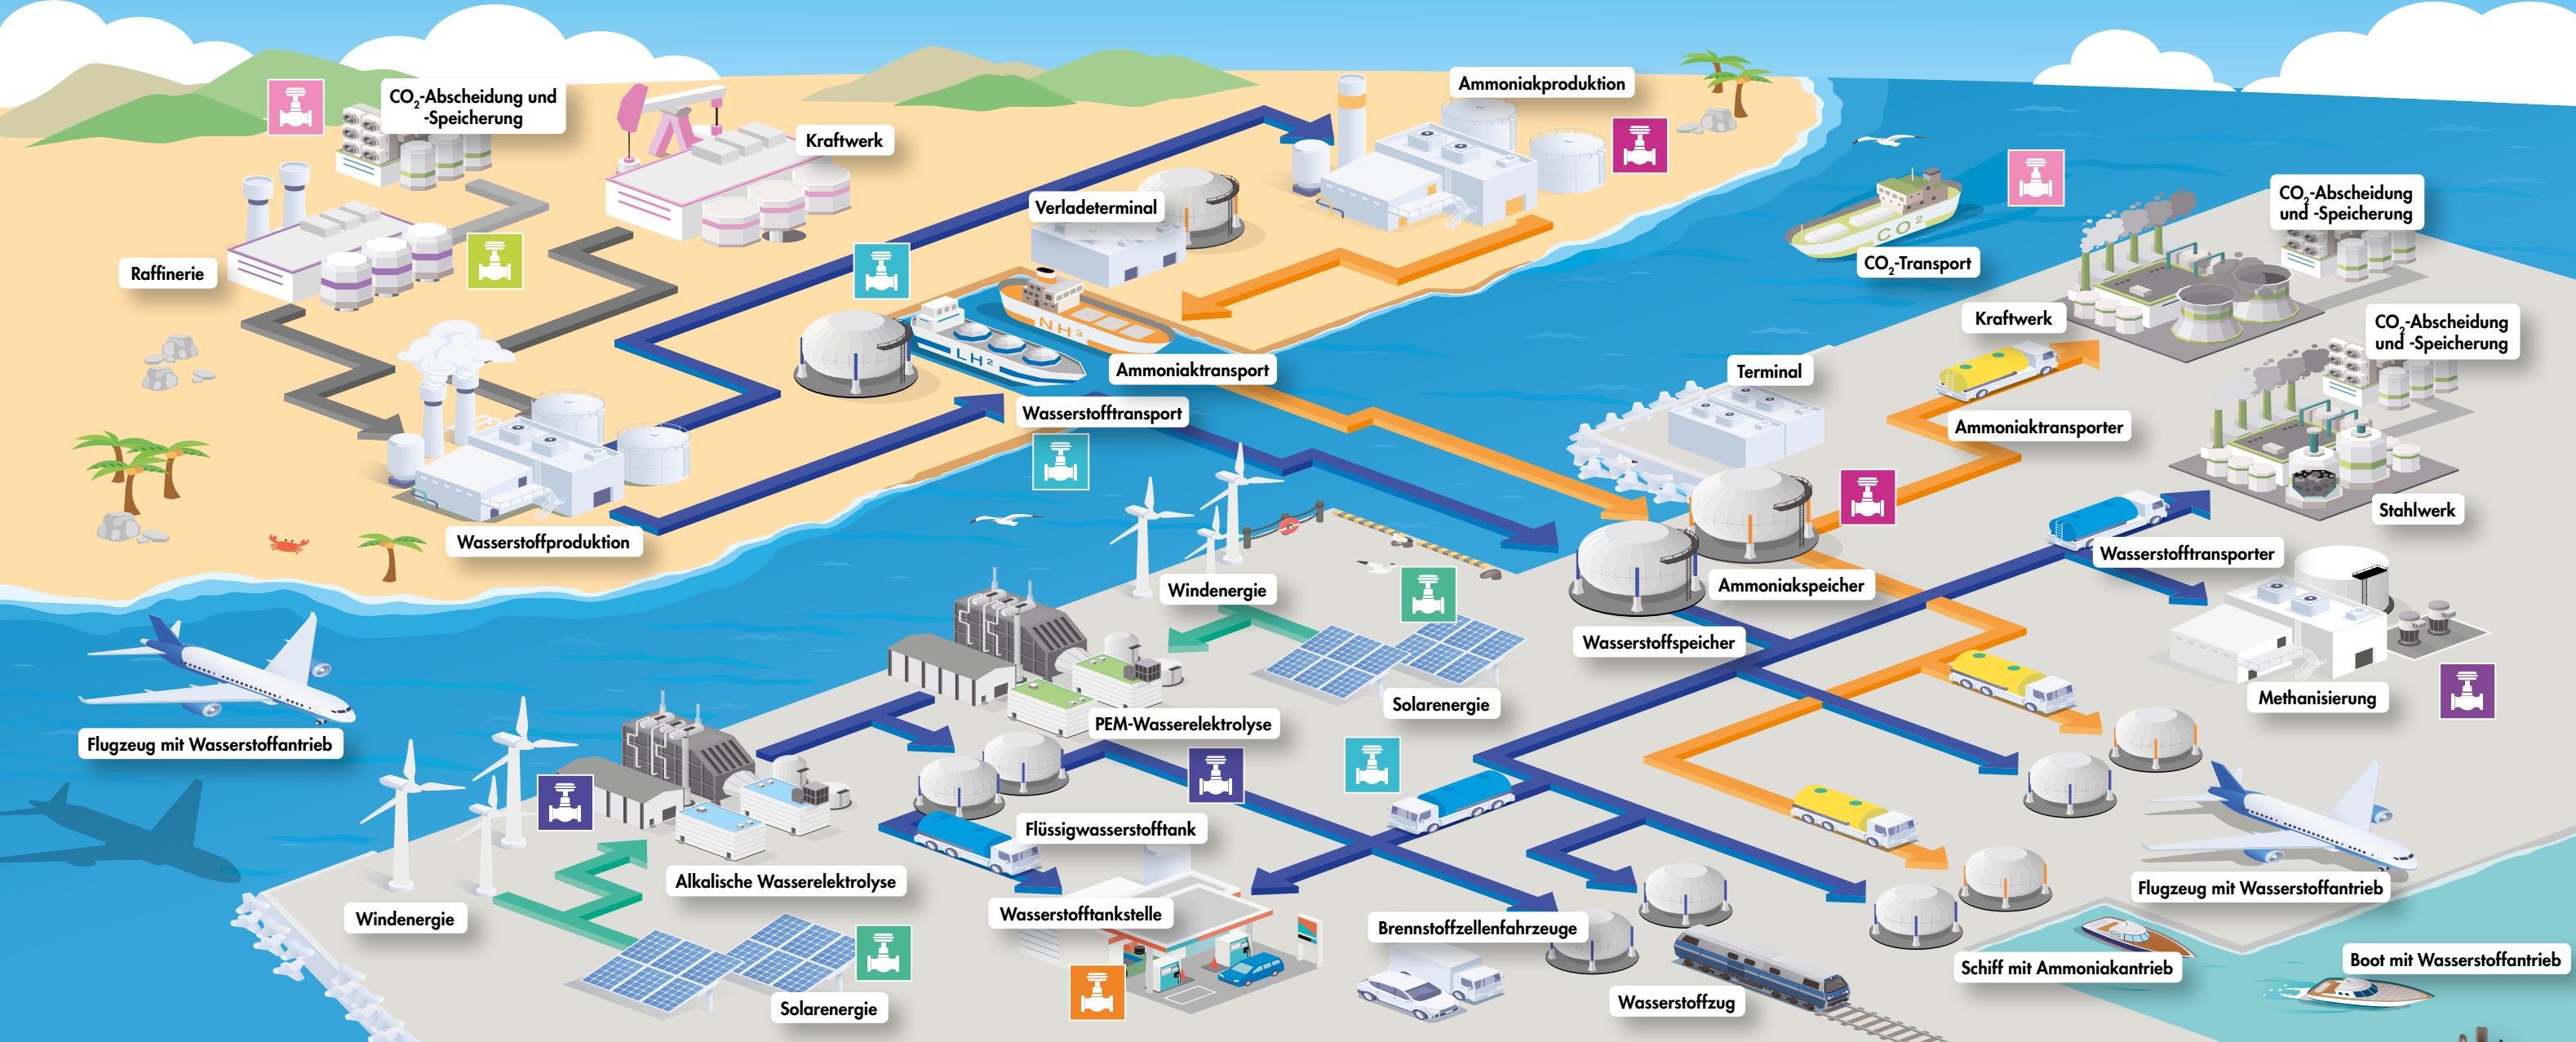 CO2-Abscheidung und
-Speicherung
Kraftwerk
Ammoniakproduktion
Raffinerie
Verladeterminal
CO2
CO2-Transport
CO2-Abscheidung
und -Speicherung
Kraftwerk
CO2-Abscheidung
und -Speicherung
NH3
LH2
Ammoniaktransport
Wasserstofftransport
Terminal
Ammoniaktransporter
Stahlwerk
Wasserstoffproduktion
Wasserstofftransporter
Windenergie
Ammoniakspeicher
Wasserstoffspeicher
Solarenergie
Methanisierung
PEM-Wasserelektrolyse
Flugzeug mit Wasserstoffantrieb
Flüssigwasserstofftank
Alkalische Wasserelektrolyse
Windenergie
Wasserstofftankstelle
Brennstoffzellenfahrzeuge
Flugzeug mit Wasserstoffantrieb
Solarenergie
Wasserstoffzug
Schiff mit Ammoniakantrieb
Boot mit Wasserstoffantrieb